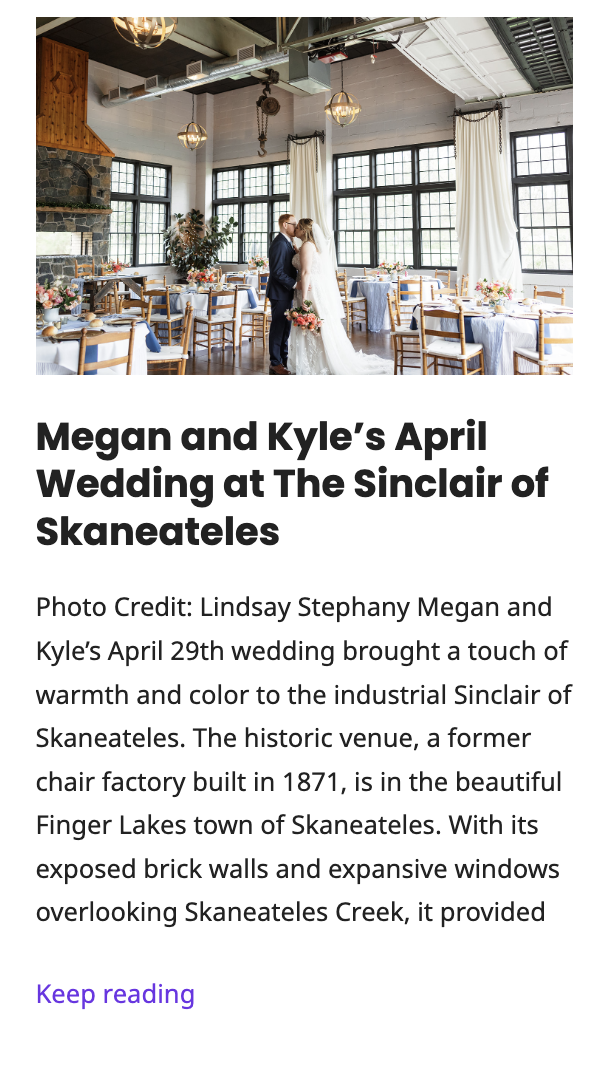 Megan and Kyle’s April
Wedding at The Sinclair of
Skaneateles
Photo Credit: Lindsay Stephany Megan and
Kyle’s April 29th wedding brought a touch of
warmth and color to the industrial Sinclair of
Skaneateles. The historic venue, a former
chair factory built in 1871, is in the beautiful
Finger Lakes town of Skaneateles. With its
exposed brick walls and expansive windows
overlooking Skaneateles Creek, it provided
Keep reading